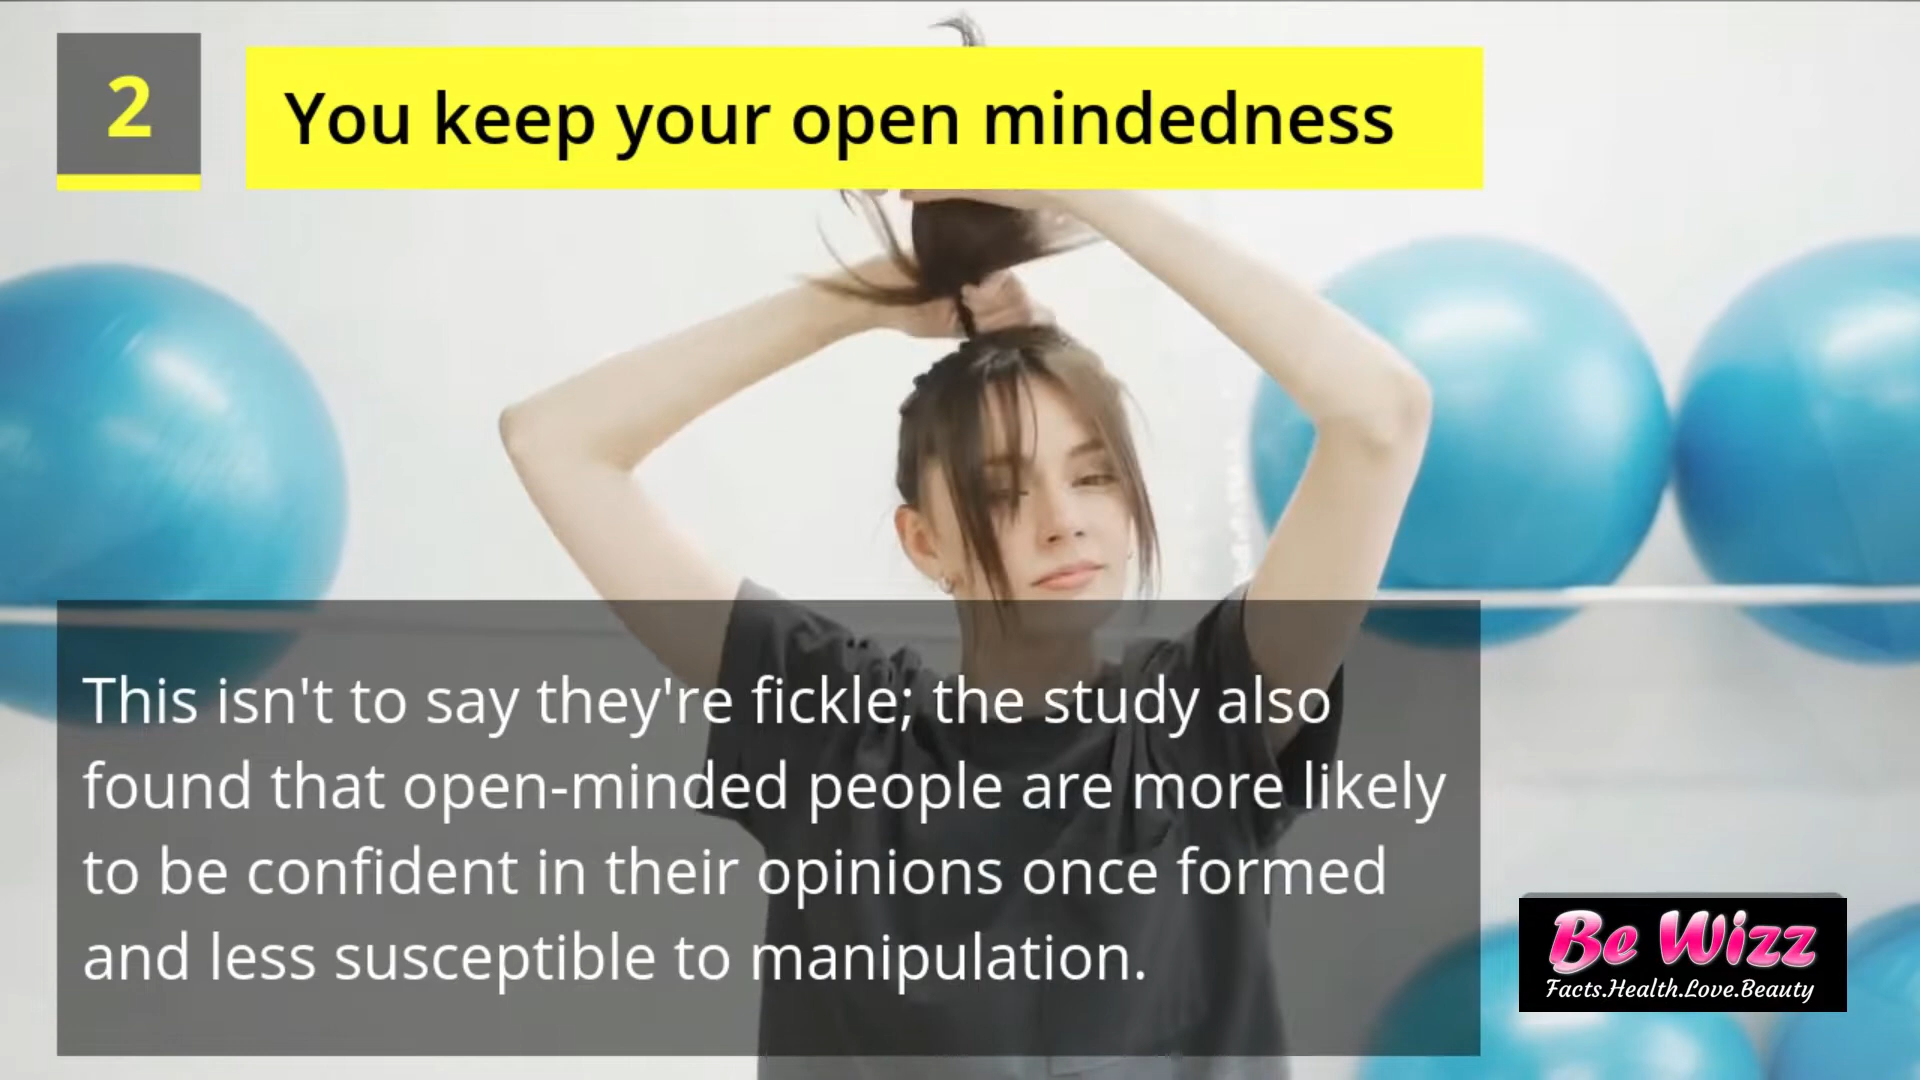 2
You keep your open mindedness
This isn't to say they're fickle; the study also
found that open-minded people are more likely
to be confident in their opinions once formed
and less susceptible to manipulation.
Be Wizz
Facts.Health.Love.Beauty